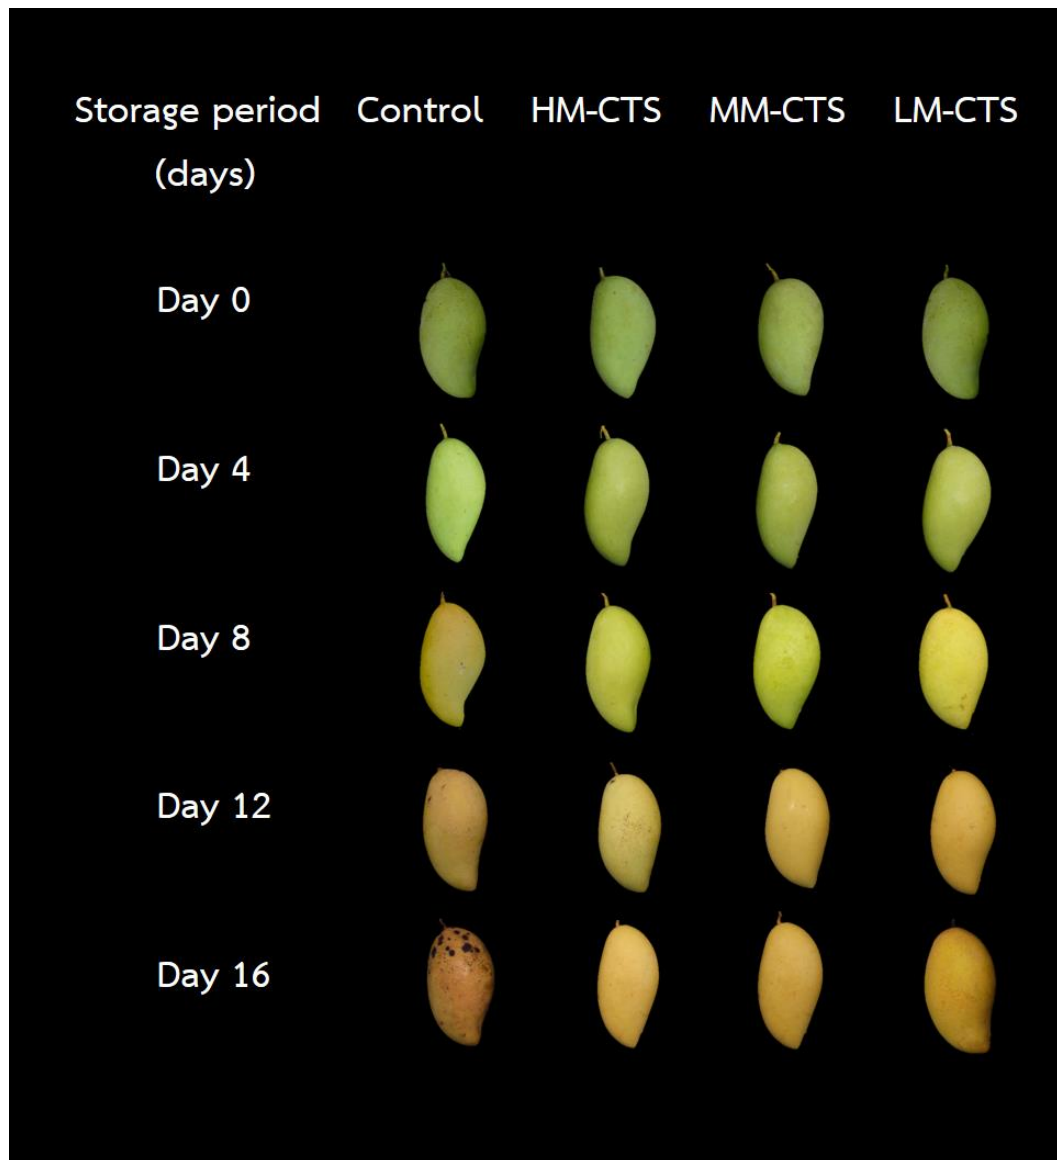 Storage period Control HM-CTS MM-CTS LM-CTS
(days)
Day 0
Day 4
Day 8
Day 12
Day 16